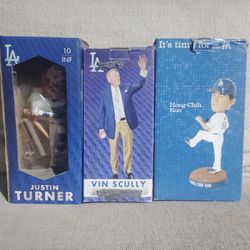 LA
10
INF
JUSTIN
TURNER
LA
VIN SCULLY
It's time for
Hong-Chih
Kuo